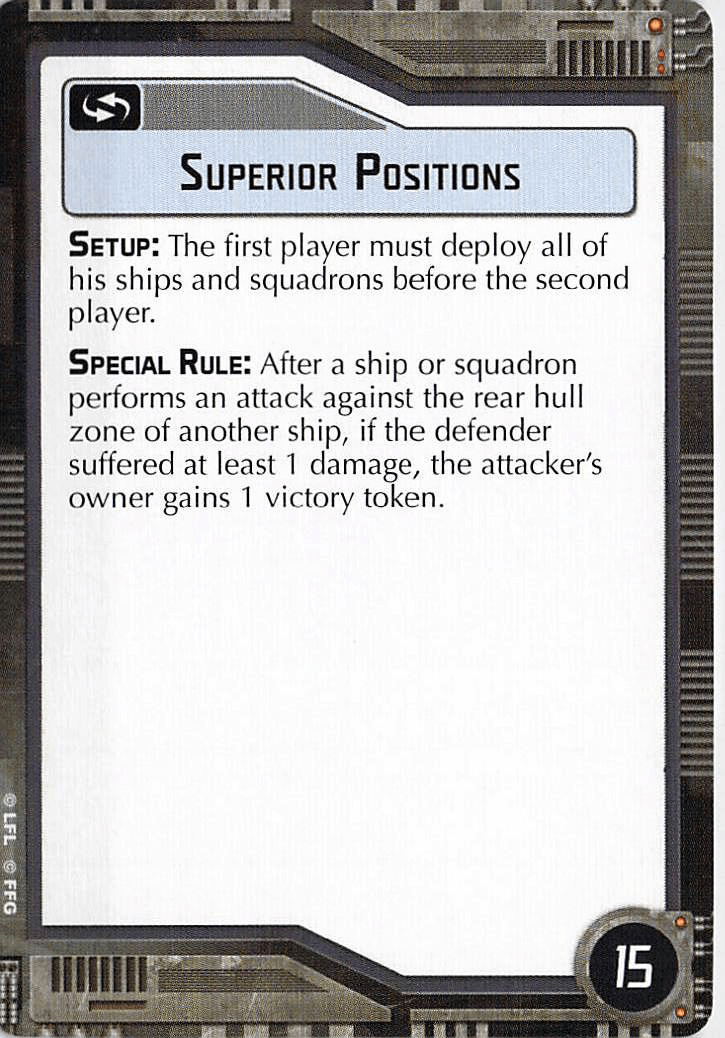 Superior Positions
Setup: The first player must deploy all of
his ships and squadrons before the second
player.
Special Rule: After a ship or squadron
performs an attack against the rear hull
zone of another ship, if the defender
suffered at least 1 damage, the attacker's
owner gains 1 victory token.
© LFL © FFG
15